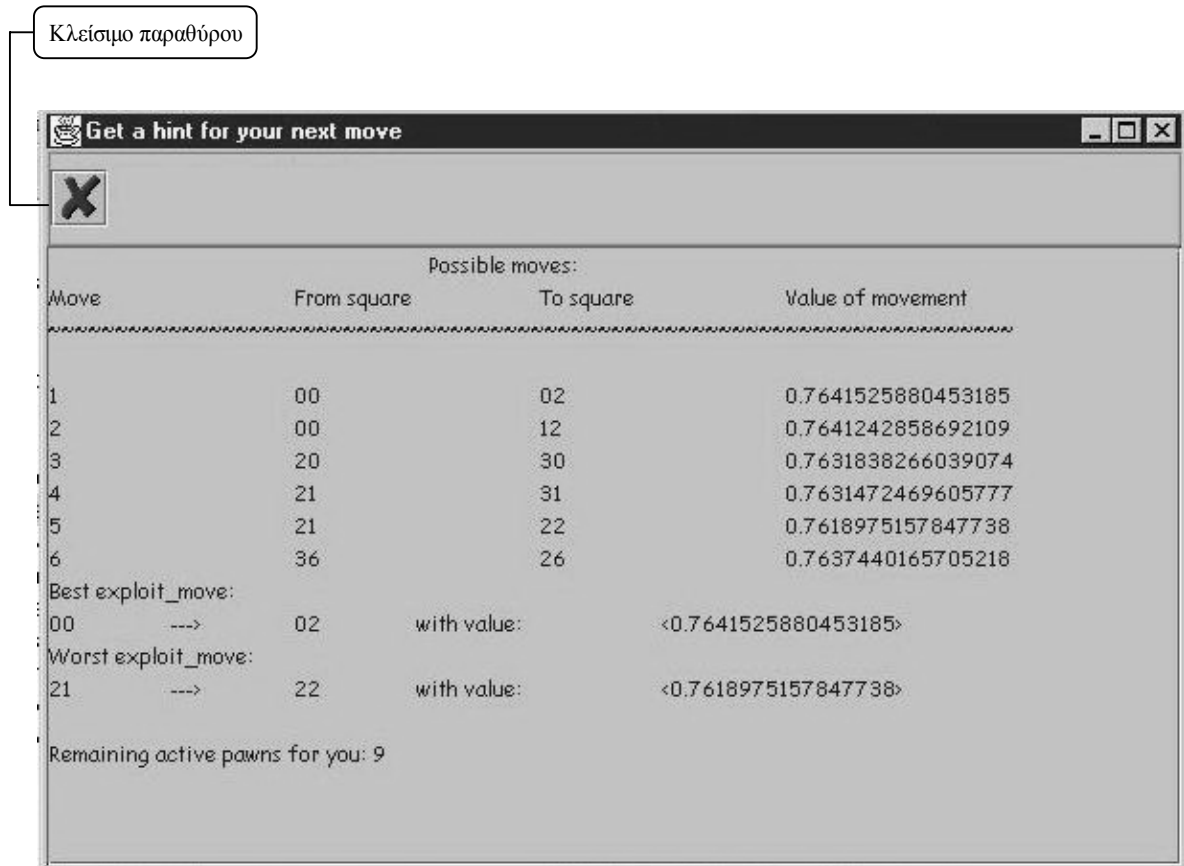 Κλείσιμο παραθύρου
Get a hint for your next move
Possible moves:
Move From square To square Value of movement
1 00 02 0.7641525880453185
2 00 12 0.7641242858692109
3 20 30 0.7631838266039074
4 21 31 0.7631472469605777
5 21 22 0.7618975157847738
6 36 26 0.7637440165705218
Best exploit_move:
00 ---> 02 with value: <0.7641525880453185>
Worst exploit_move:
21 ---> 22 with value: <0.7618975157847738>
Remaining active pawns for you: 9